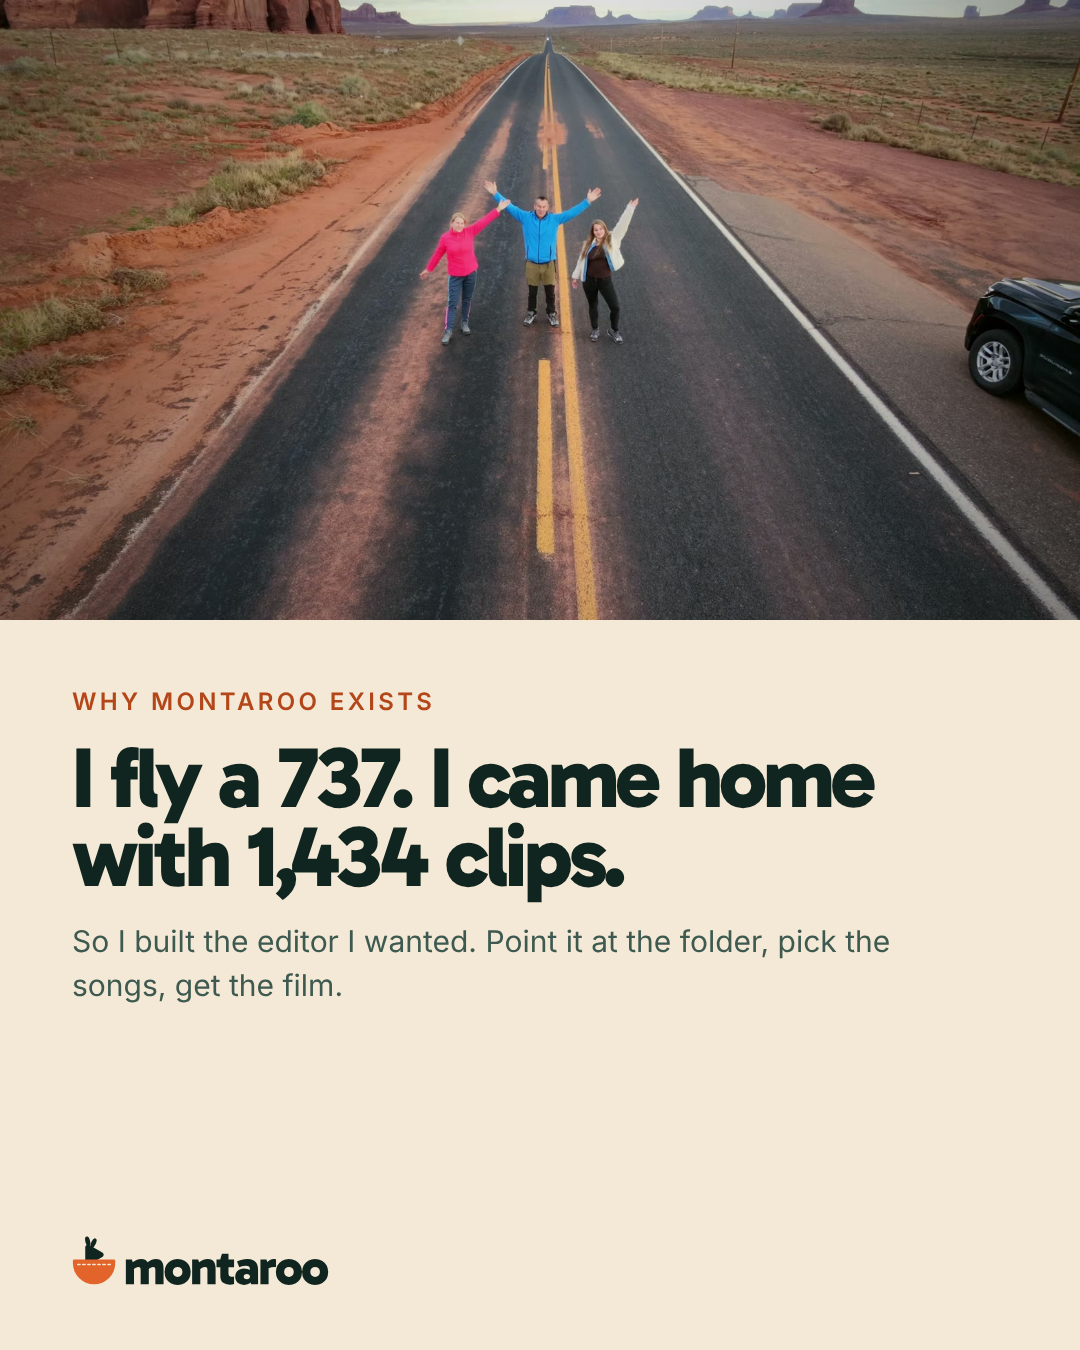 WHY MONTAROO EXISTS
I fly a 737. I came home
with 1,434 clips.
So I built the editor I wanted. Point it at the folder, pick the
songs, get the film.
montaroo